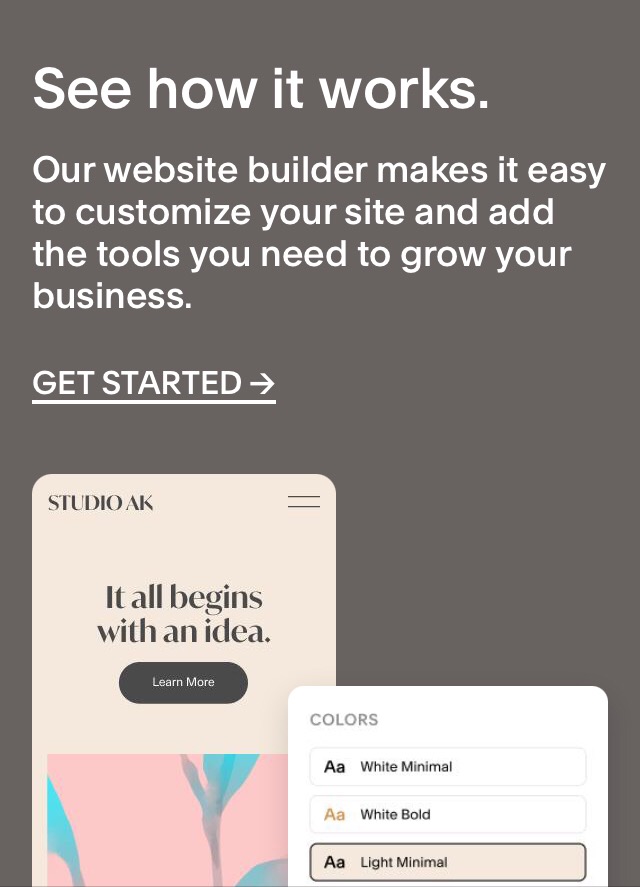 See how it works.
Our website builder makes it easy
to customize your site and add
the tools you need to grow your
business.
GET STARTED →
STUDIO AK
It all begins
with an idea.
Learn More
COLORS
Aa White Minimal
Aa White Bold
Aa Light Minimal